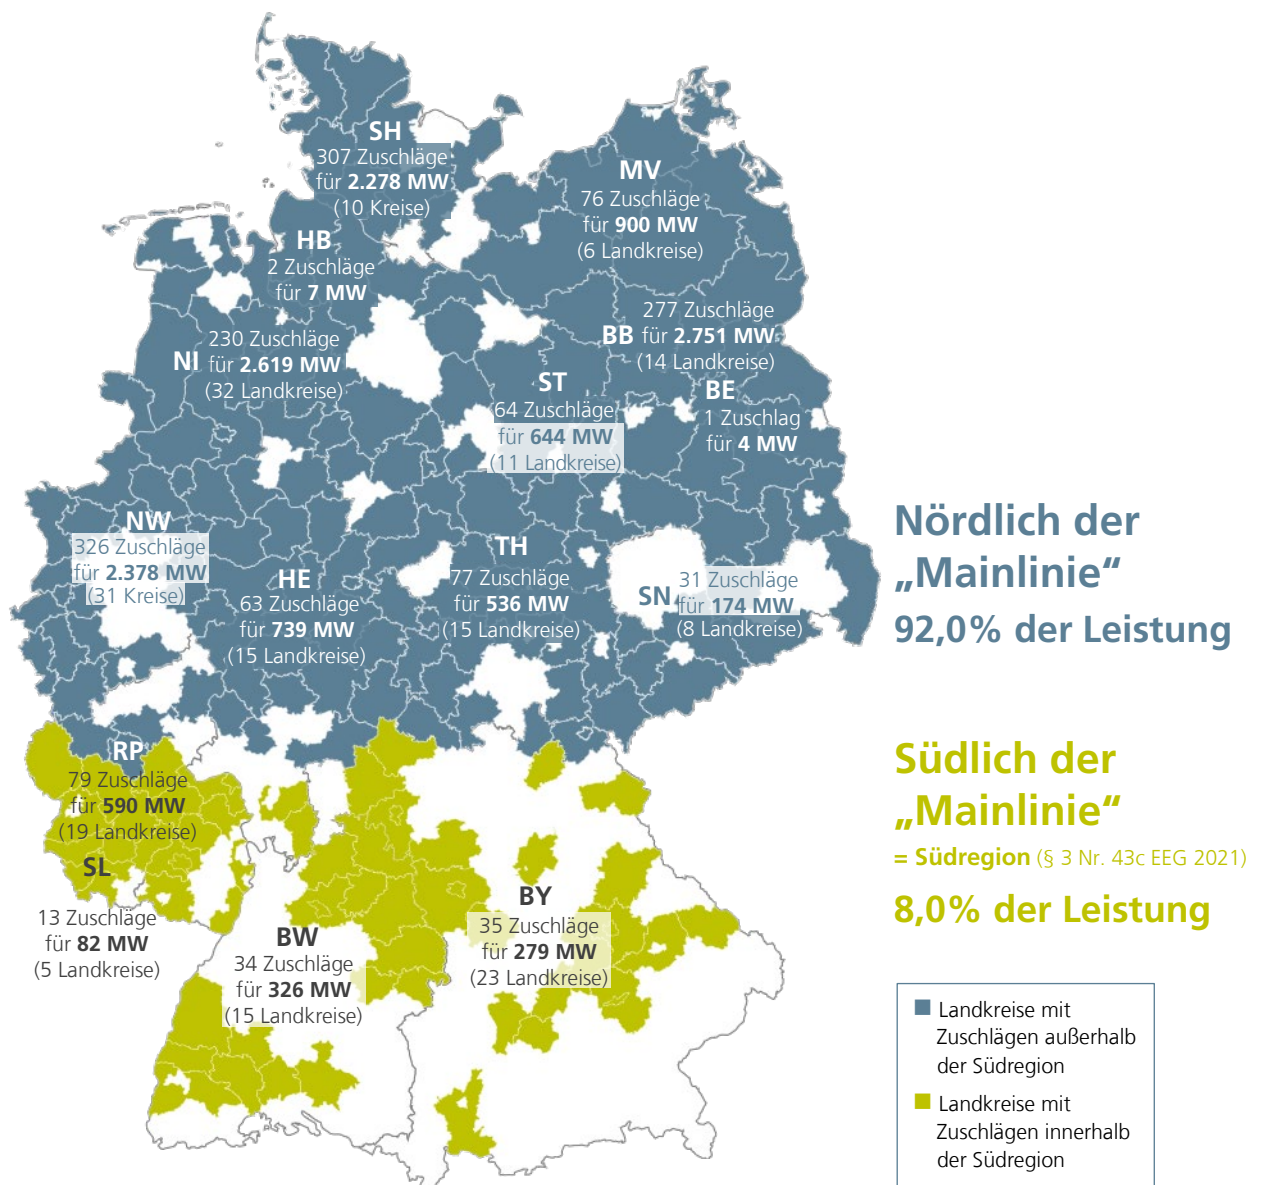 SH
307 Zuschläge
für 2.278 MW
(10 Kreise)
MV
76 Zuschläge
für 900 MW
(6 Landkreise)
HB
2 Zuschläge
für 7 MW
277 Zuschläge
BB für 2.751 MW
(14 Landkreise)
230 Zuschläge
NI für 2.619 MW
(32 Landkreise)
ST
64 Zuschläge
für 644 MW
(11 Landkreise)
BE
1 Zuschlag
für 4 MW
NW
326 Zuschläge
für 2.378 MW
(31 Kreise)
HE
63 Zuschläge
für 739 MW
(15 Landkreise)
TH
77 Zuschläge
für 536 MW
(15 Landkreise)
SN
31 Zuschläge
für 174 MW
(8 Landkreise)
RP
79 Zuschläge
für 590 MW
(19 Landkreise)
SL
13 Zuschläge
für 82 MW
(5 Landkreise)
BW
34 Zuschläge
für 326 MW
(15 Landkreise)
BY
35 Zuschläge
für 279 MW
(23 Landkreise)
Nördlich der
„Mainlinie“
92,0% der Leistung
Südlich der
„Mainlinie“
= Südregion (§ 3 Nr. 43c EEG 2021)
8,0% der Leistung
Landkreise mit
Zuschlägen außerhalb
der Südregion
Landkreise mit
Zuschlägen innerhalb
der Südregion